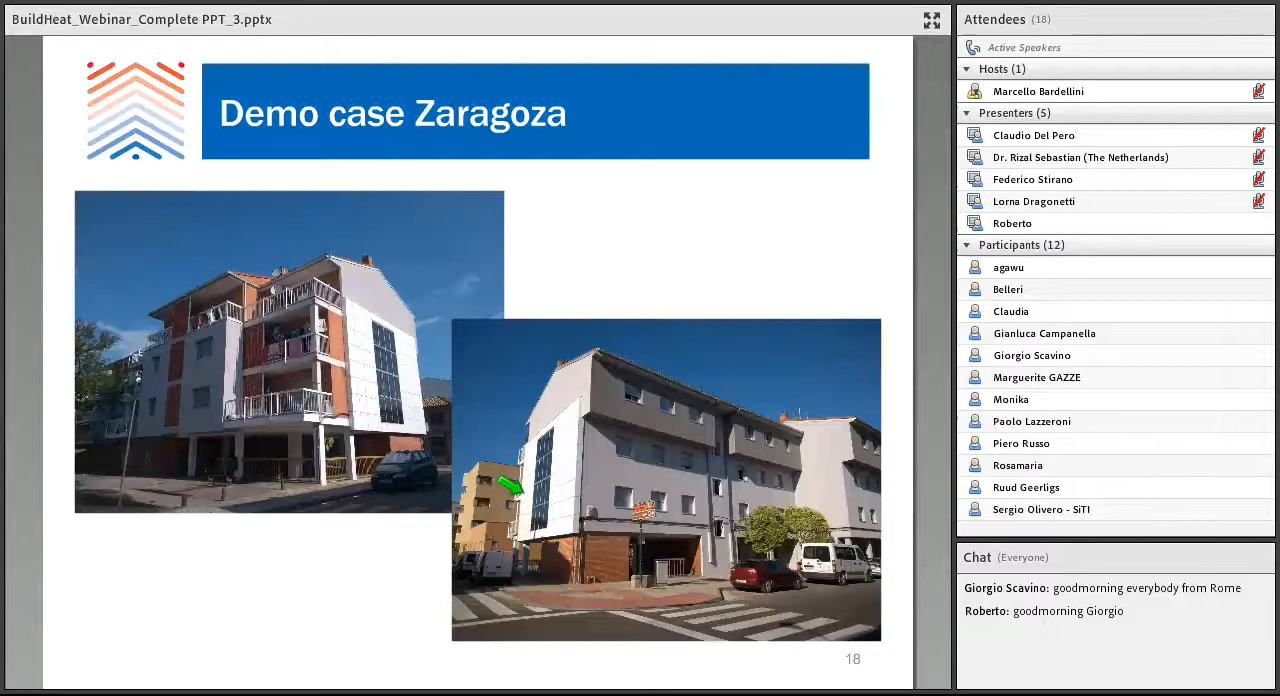 BuildHeat_Webinar_Complete PPT_3.pptx
Demo case Zaragoza
18
Attendees (18)
Active Speakers
Hosts (1)
Marcello Bardellini
Presenters (5)
Claudio Del Pero
Dr. Rizal Sebastian (The Netherlands)
Federico Stirano
Lorna Dragonetti
Roberto
Participants (12)
agawu
Belleri
Claudia
Gianluca Campanella
Giorgio Scavino
Marguerite GAZZE
Monika
Paolo Lazzeroni
Piero Russo
Rosamaria
Ruud Geerligs
Sergio Olivero - SiTI
Chat (Everyone)
Giorgio Scavino: goodmorning everybody from Rome
Roberto: goodmorning Giorgio